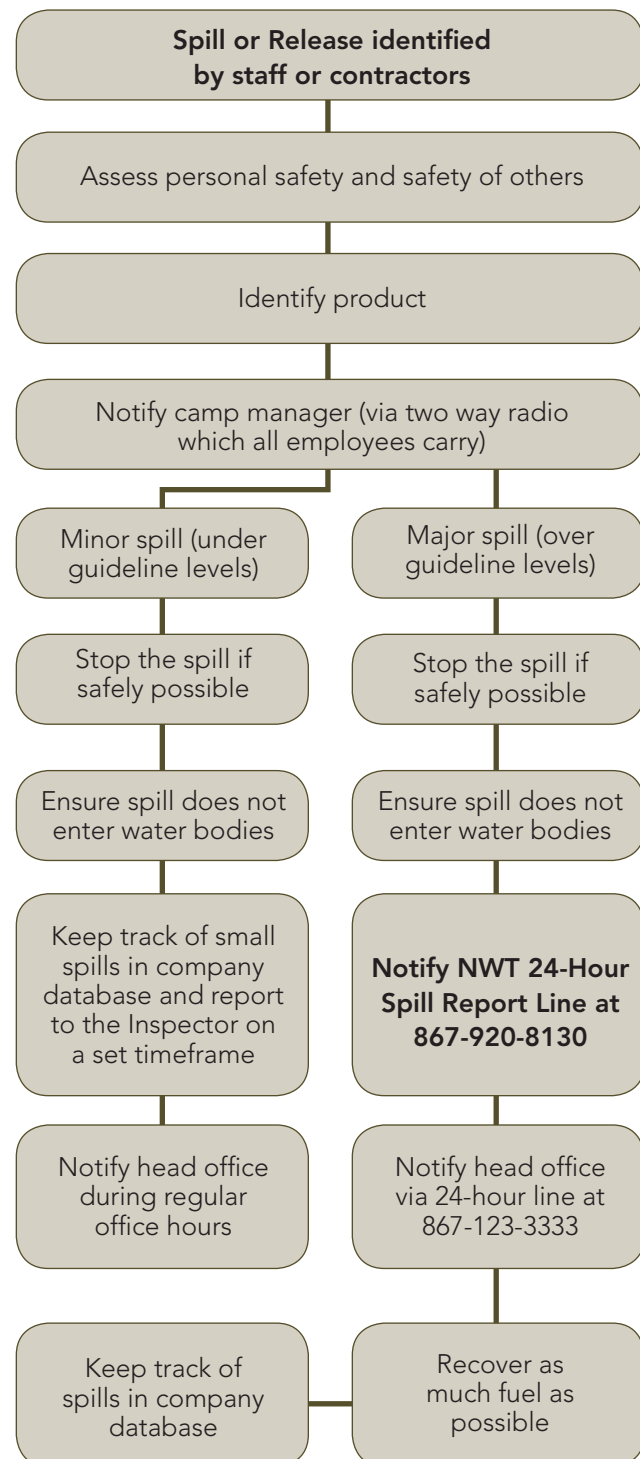 Spill or Release identified
by staff or contractors
Assess personal safety and safety of others
Identify product
Notify camp manager (via two way radio
which all employees carry)
Minor spill (under
guideline levels)
Stop the spill if
safely possible
Ensure spill does not
enter water bodies
Keep track of small
spills in company
database and report
to the Inspector on
a set timeframe
Notify head office
during regular
office hours
Major spill (over
guideline levels)
Stop the spill if
safely possible
Ensure spill does not
enter water bodies
Notify NWT 24-Hour
Spill Report Line at
867-920-8130
Notify head office
via 24-hour line at
867-123-3333
Recover as
much fuel as
possible
Keep track of
spills in company
database